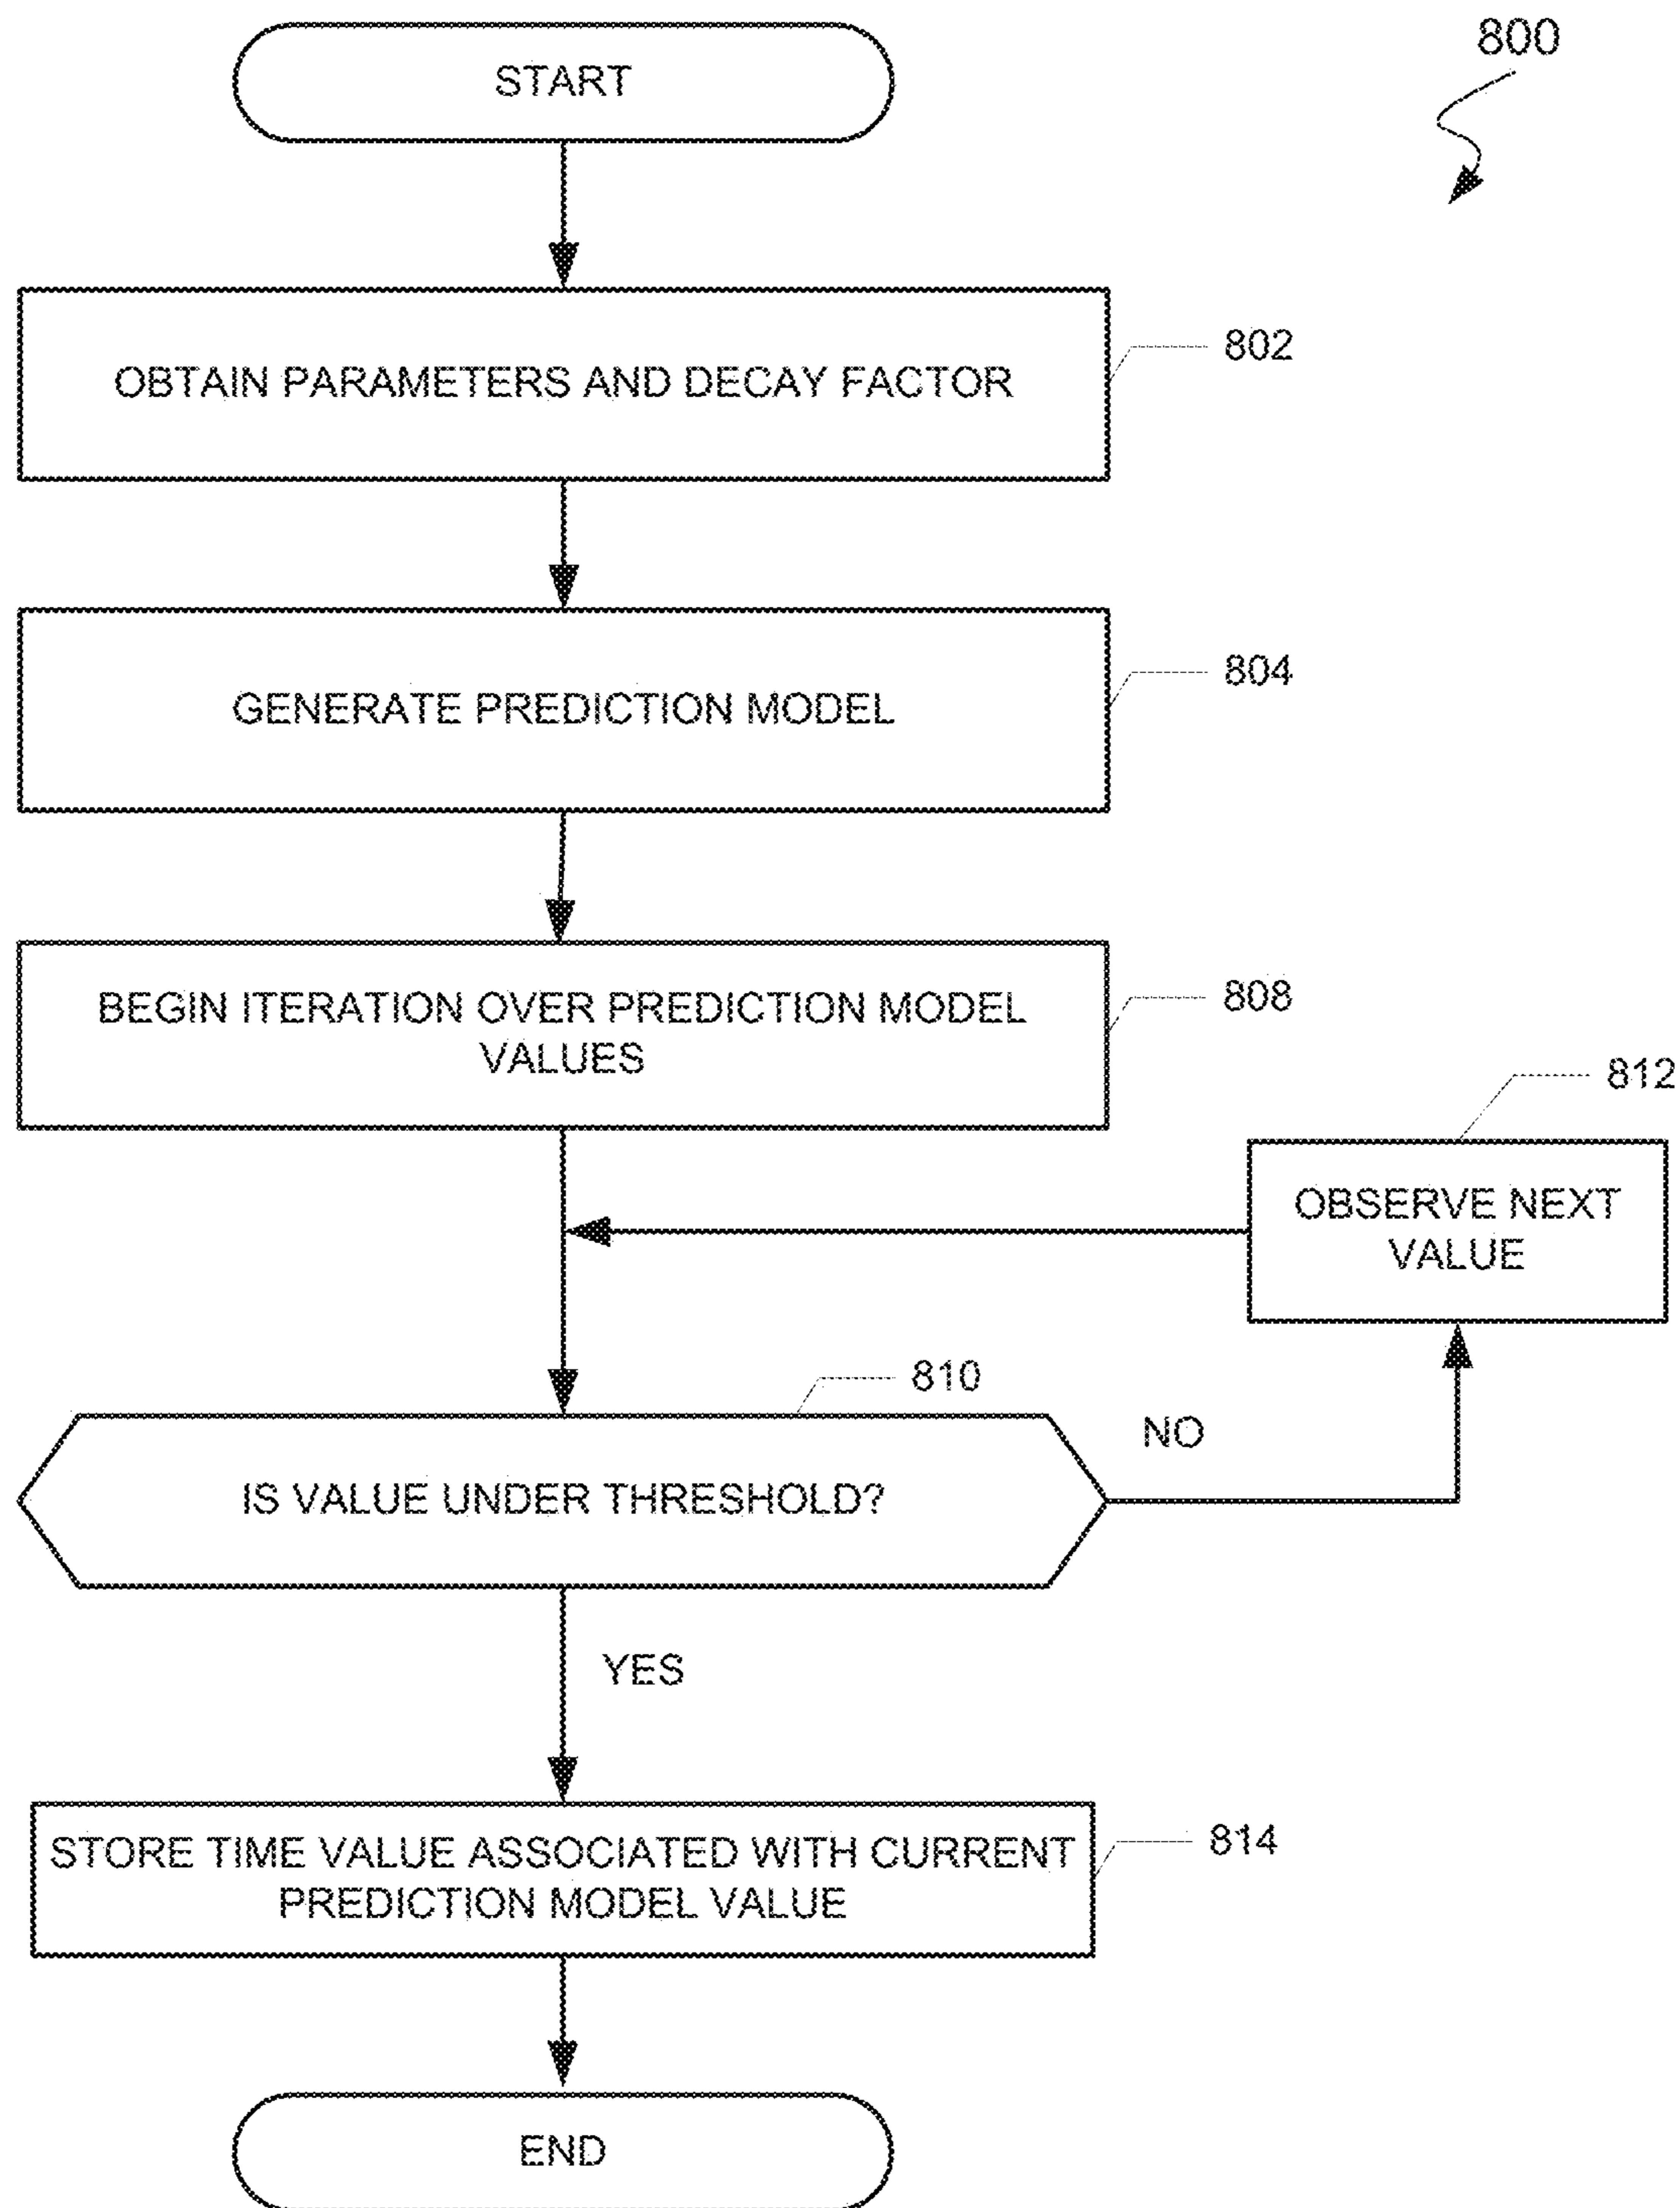 800
START
OBTAIN PARAMETERS AND DECAY FACTOR
802
GENERATE PREDICTION MODEL
804
BEGIN ITERATION OVER PREDICTION MODEL
VALUES
808
812
OBSERVE NEXT
VALUE
810
IS VALUE UNDER THRESHOLD?
NO
YES
STORE TIME VALUE ASSOCIATED WITH CURRENT
PREDICTION MODEL VALUE
814
END